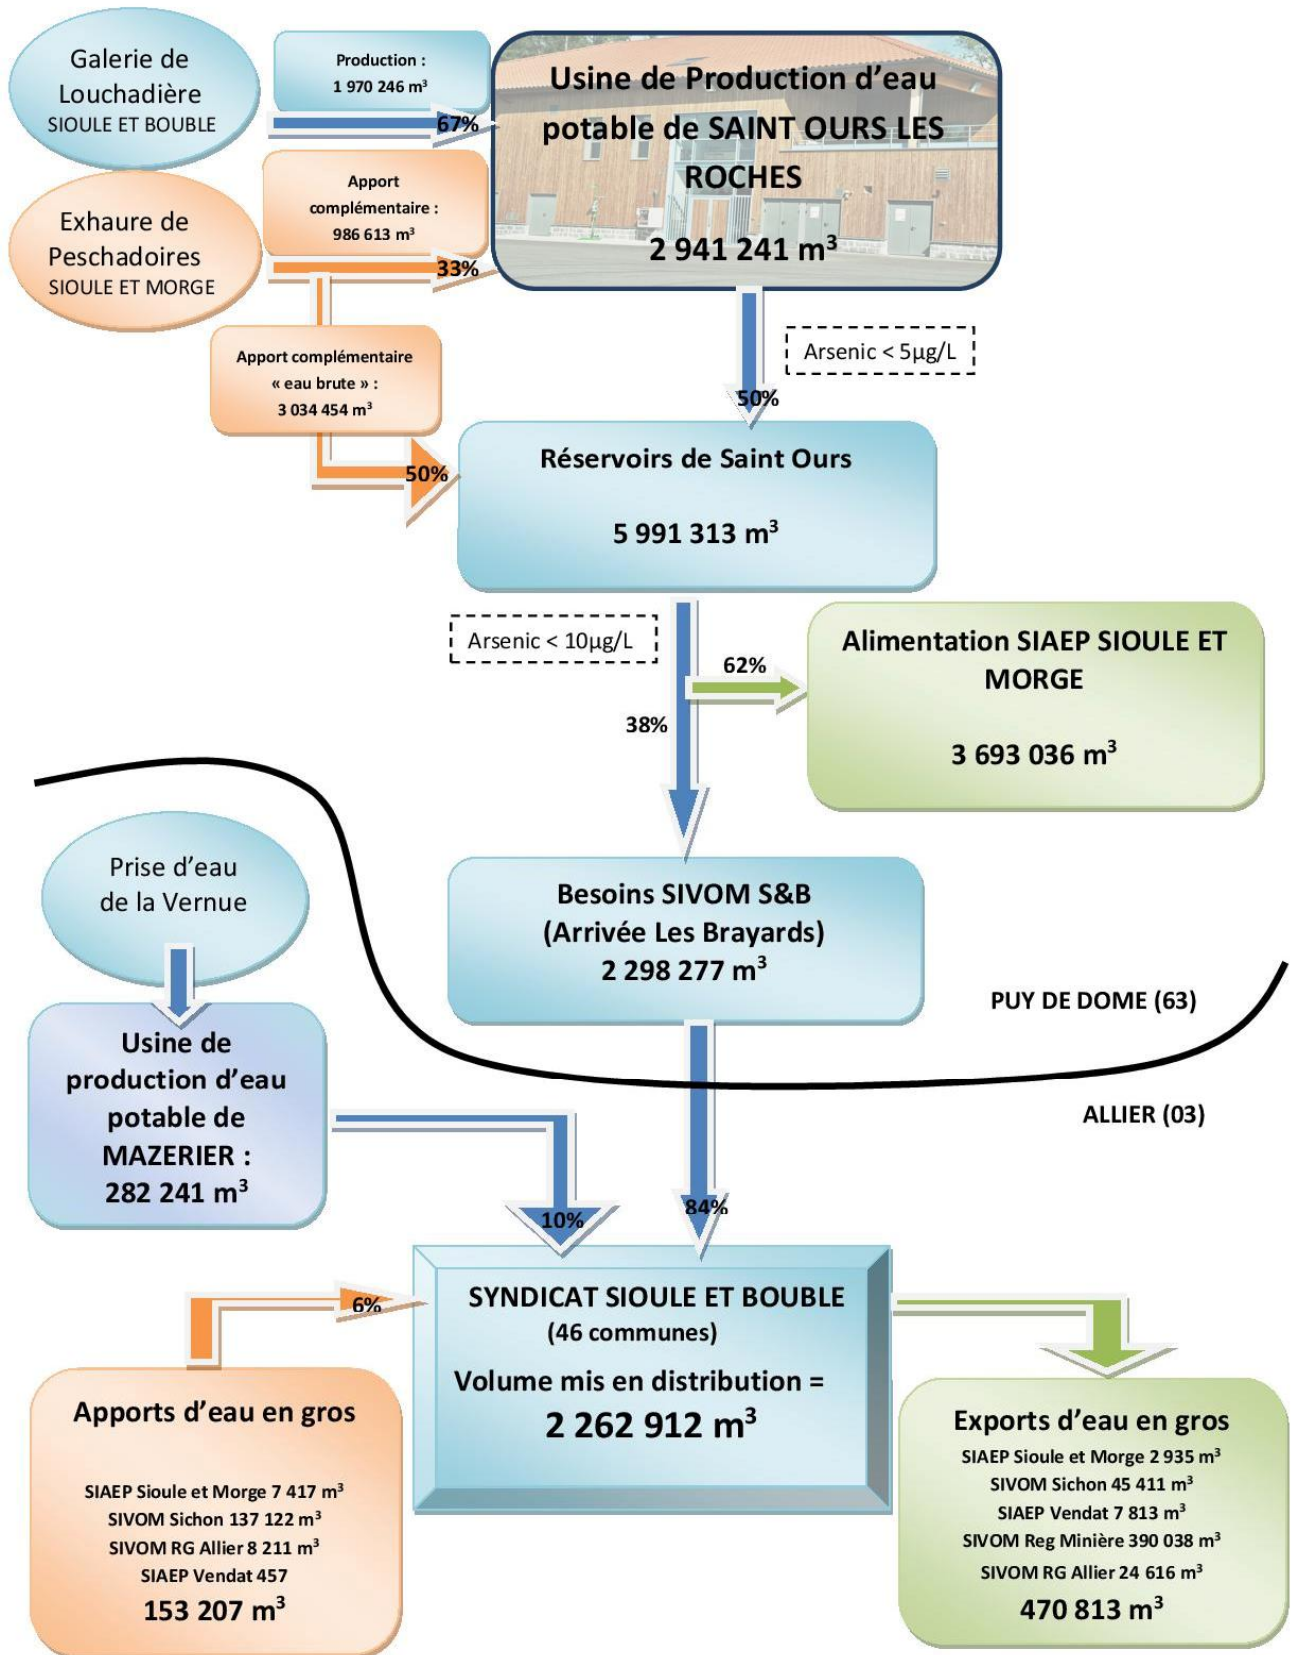 Galerie de
Louchadière
SIOULE ET BOUBLE
Production :
1 970 246 m³
67%
Usine de Production d’eau
potable de SAINT OURS LES
ROCHES
2 941 241 m³
Exhaure de
Peschadoires
SIOULE ET MORGE
Apport
complémentaire :
986 613 m³
33%
Apport complémentaire
« eau brute » :
3 034 454 m³
50%
Arsenic < 5µg/L
50%
Réservoirs de Saint Ours
5 991 313 m³
Arsenic < 10µg/L
62%
38%
Alimentation SIAEP SIOULE ET
MORGE
3 693 036 m³
Prise d’eau
de la Vernue
Besoins SIVOM S&B
(Arrivée Les Brayards)
2 298 277 m³
PUY DE DOME (63)
ALLIER (03)
Usine de
production d’eau
potable de
MAZERIER :
282 241 m³
10%
84%
6%
SYNDICAT SIOULE ET BOUBLE
(46 communes)
Volume mis en distribution =
2 262 912 m³
Apports d’eau en gros
SIAEP Sioule et Morge 7 417 m³
SIVOM Sichon 137 122 m³
SIVOM RG Allier 8 211 m³
SIAEP Vendat 457
153 207 m³
Exports d’eau en gros
SIAEP Sioule et Morge 2 935 m³
SIVOM Sichon 45 411 m³
SIAEP Vendat 7 813 m³
SIVOM Reg Minière 390 038 m³
SIVOM RG Allier 24 616 m³
470 813 m³